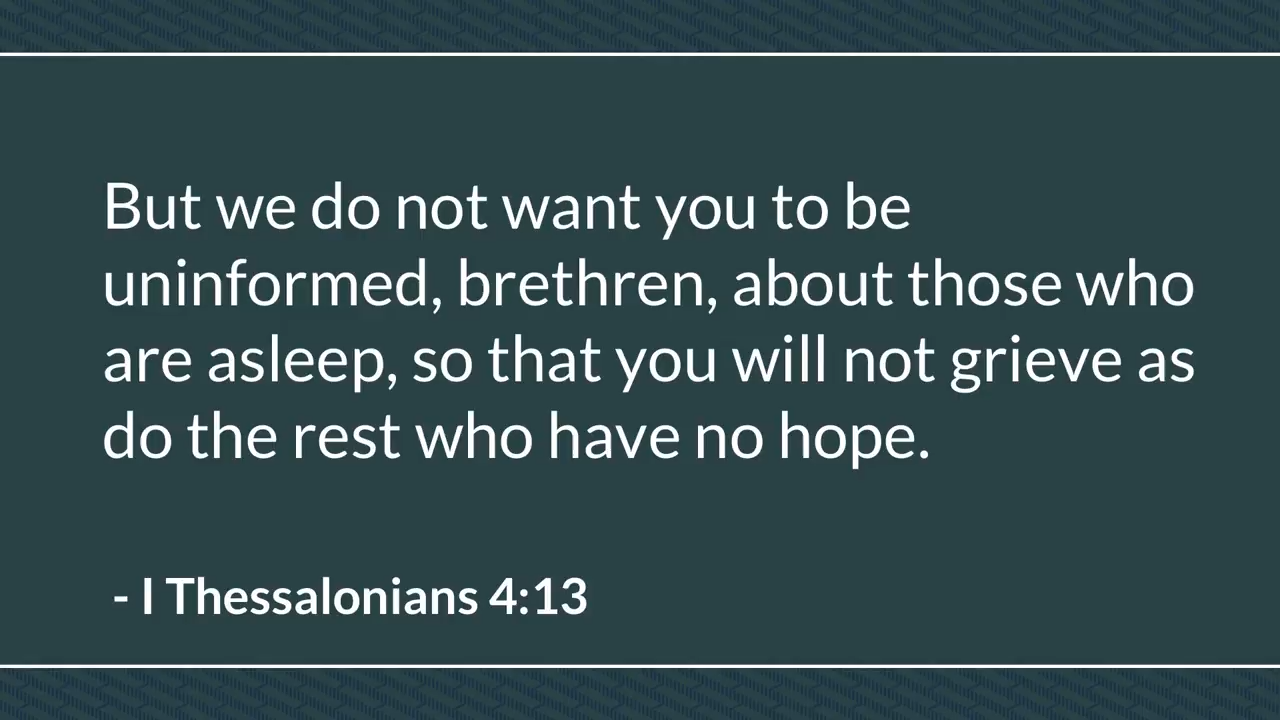 But we do not want you to be
uninformed, brethren, about those who
are asleep, so that you will not grieve as
do the rest who have no hope.
- I Thessalonians 4:13